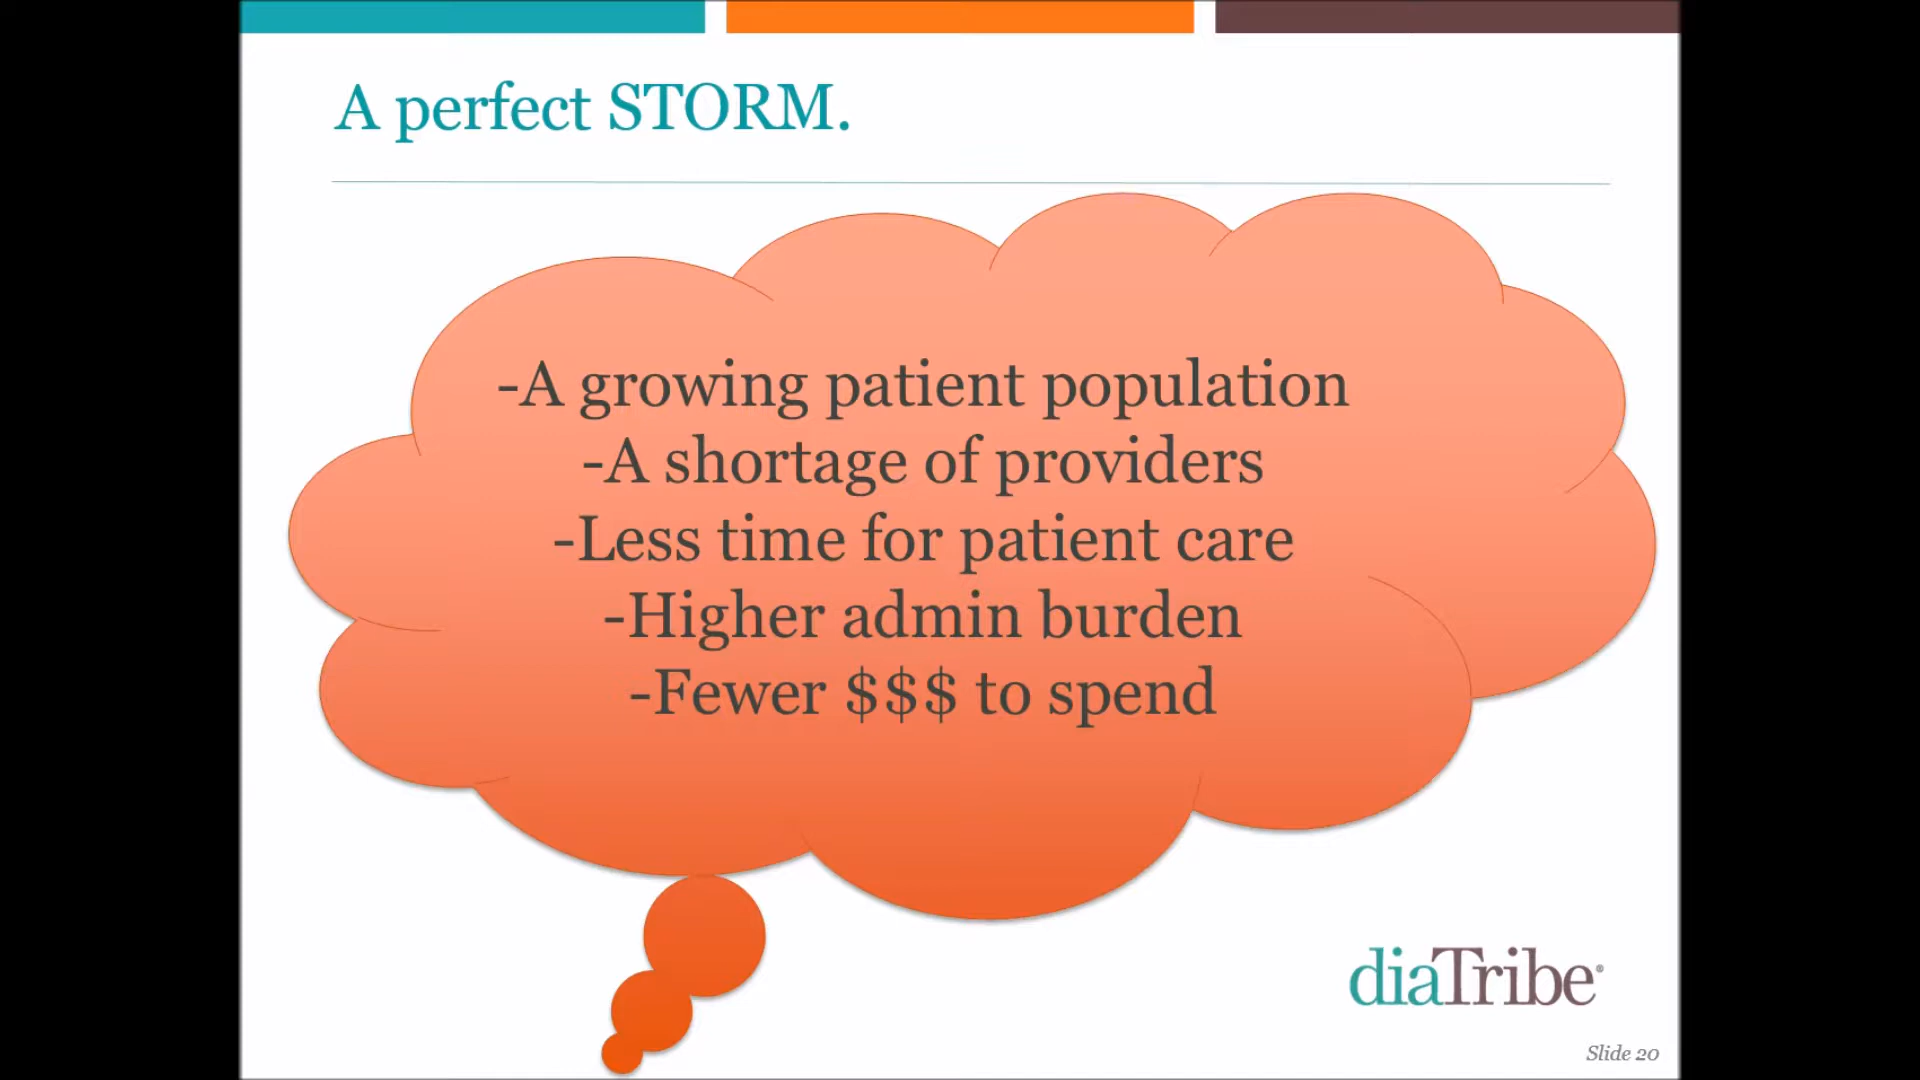 A perfect STORM.
-A growing patient population
-A shortage of providers
-Less time for patient care
-Higher admin burden
-Fewer $$$ to spend
diaTribe®
Slide 20